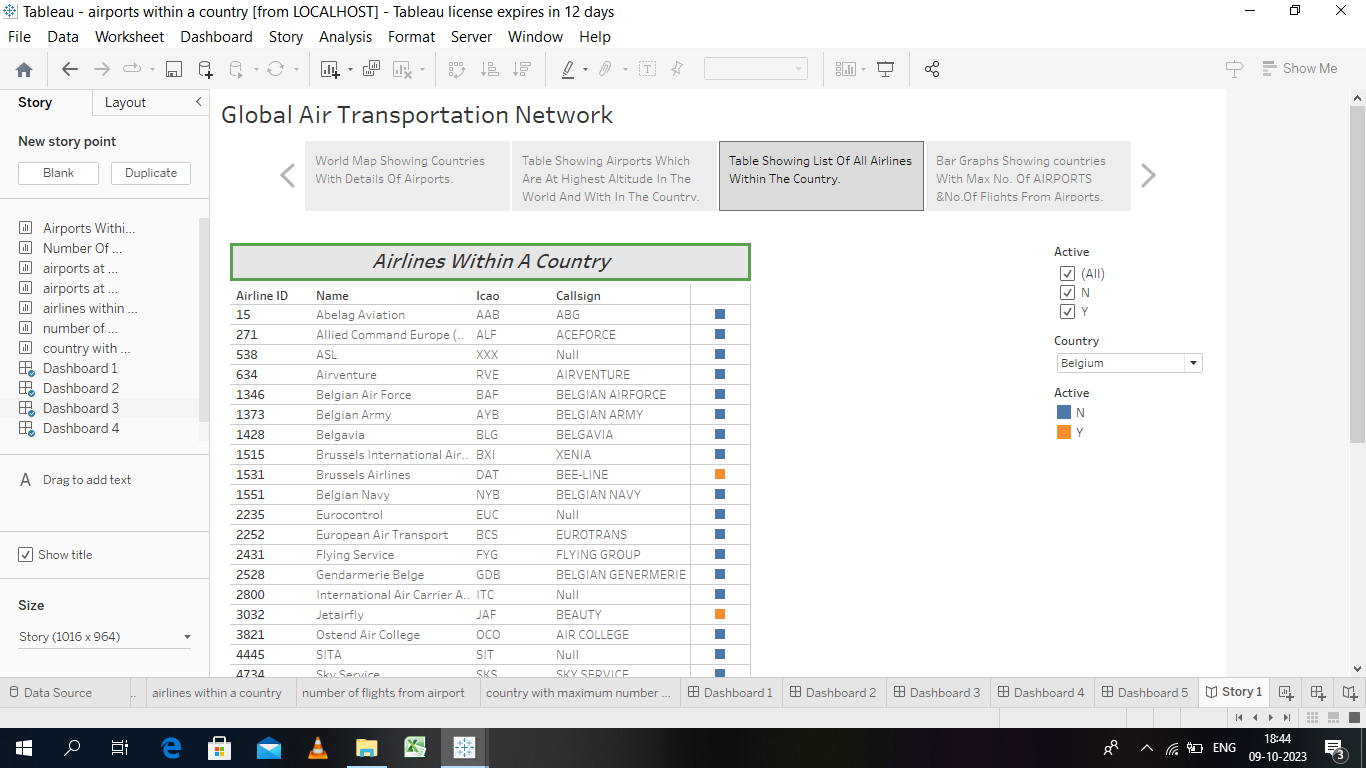 Tableau - airports within a country [from LOCALHOST] - Tableau license expires in 12 days
File Data Worksheet Dashboard Story Analysis Format Server Window Help
Show Me
Story Layout
New story point
Blank Duplicate
Airports Withi...
Number Of ...
airports at ...
airports at ...
airlines within ...
number of ...
country with ...
Dashboard 1
Dashboard 2
Dashboard 3
Dashboard 4
A Drag to add text
Show title
Size
Story (1016 x 964)
Global Air Transportation Network
World Map Showing Countries
With Details Of Airports.
Table Showing Airports Which
Are At Highest Altitude In The
World And With In The Country.
Table Showing List Of All Airlines
Within The Country.
Bar Graphs Showing countries
With Max No. Of AIRPORTS
&No.Of Flights From Airports.
Airlines Within A Country
Airline ID Name Icao Callsign
15 Abelag Aviation AAB ABG
271 Allied Command Europe (.. ALF ACEFORCE
538 ASL XXX Null
634 Airventure RVE AIRVENTURE
1346 Belgian Air Force BAF BELGIAN AIRFORCE
1373 Belgian Army AYB BELGIAN ARMY
1428 Belgavia BLG BELGAVIA
1515 Brussels International Air.. BXI XENIA
1531 Brussels Airlines DAT BEE-LINE
1551 Belgian Navy NYB BELGIAN NAVY
2235 Eurocontrol EUC Null
2252 European Air Transport BCS EUROTRANS
2431 Flying Service FYG FLYING GROUP
2528 Gendarmerie Belge GDB BELGIAN GENERMERIE
2800 International Air Carrier A.. ITC Null
3032 Jetairfly JAF BEAUTY
3821 Ostend Air College OCO AIR COLLEGE
4445 SITA SIT Null
4734 Sky Service SKS SKY SERVICE
Active
(All)
N
Y
Country
Belgium
Active
N
Y
Data Source .. airlines within a country number of flights from airport country with maximum number ... Dashboard 1 Dashboard 2 Dashboard 3 Dashboard 4 Dashboard 5 Story 1
ENG
18:44
09-10-2023
3